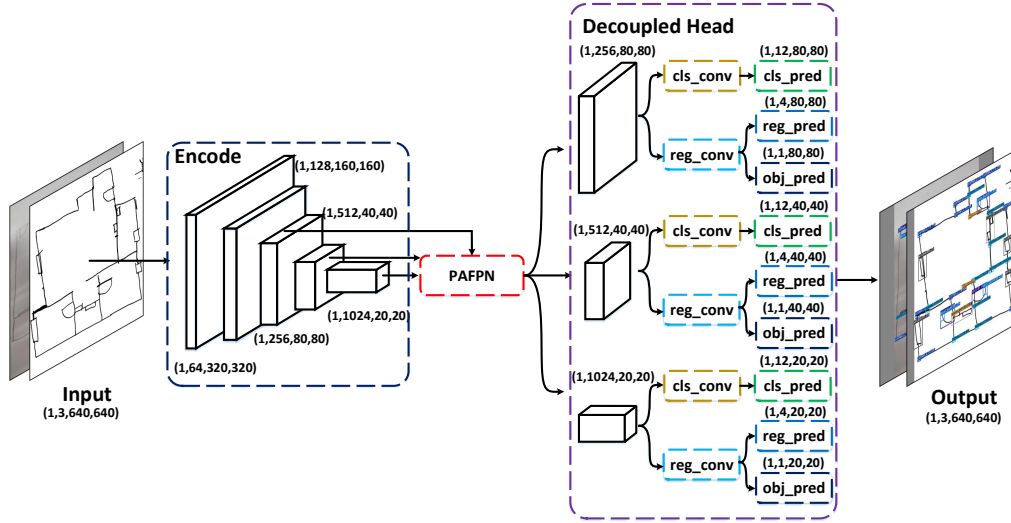 Input
(1,3,640,640)
Encode
(1,64,320,320)
(1,128,160,160)
(1,256,80,80)
(1,512,40,40)
(1,1024,20,20)
PAFPN
Decoupled Head
(1,256,80,80)
cls_conv
(1,12,80,80)
cls_pred
reg_conv
(1,4,80,80)
reg_pred
(1,1,80,80)
obj_pred
(1,512,40,40)
cls_conv
(1,12,40,40)
cls_pred
reg_conv
(1,4,40,40)
reg_pred
(1,1,40,40)
obj_pred
(1,1024,20,20)
cls_conv
(1,12,20,20)
cls_pred
reg_conv
(1,4,20,20)
reg_pred
(1,1,20,20)
obj_pred
Output
(1,3,640,640)